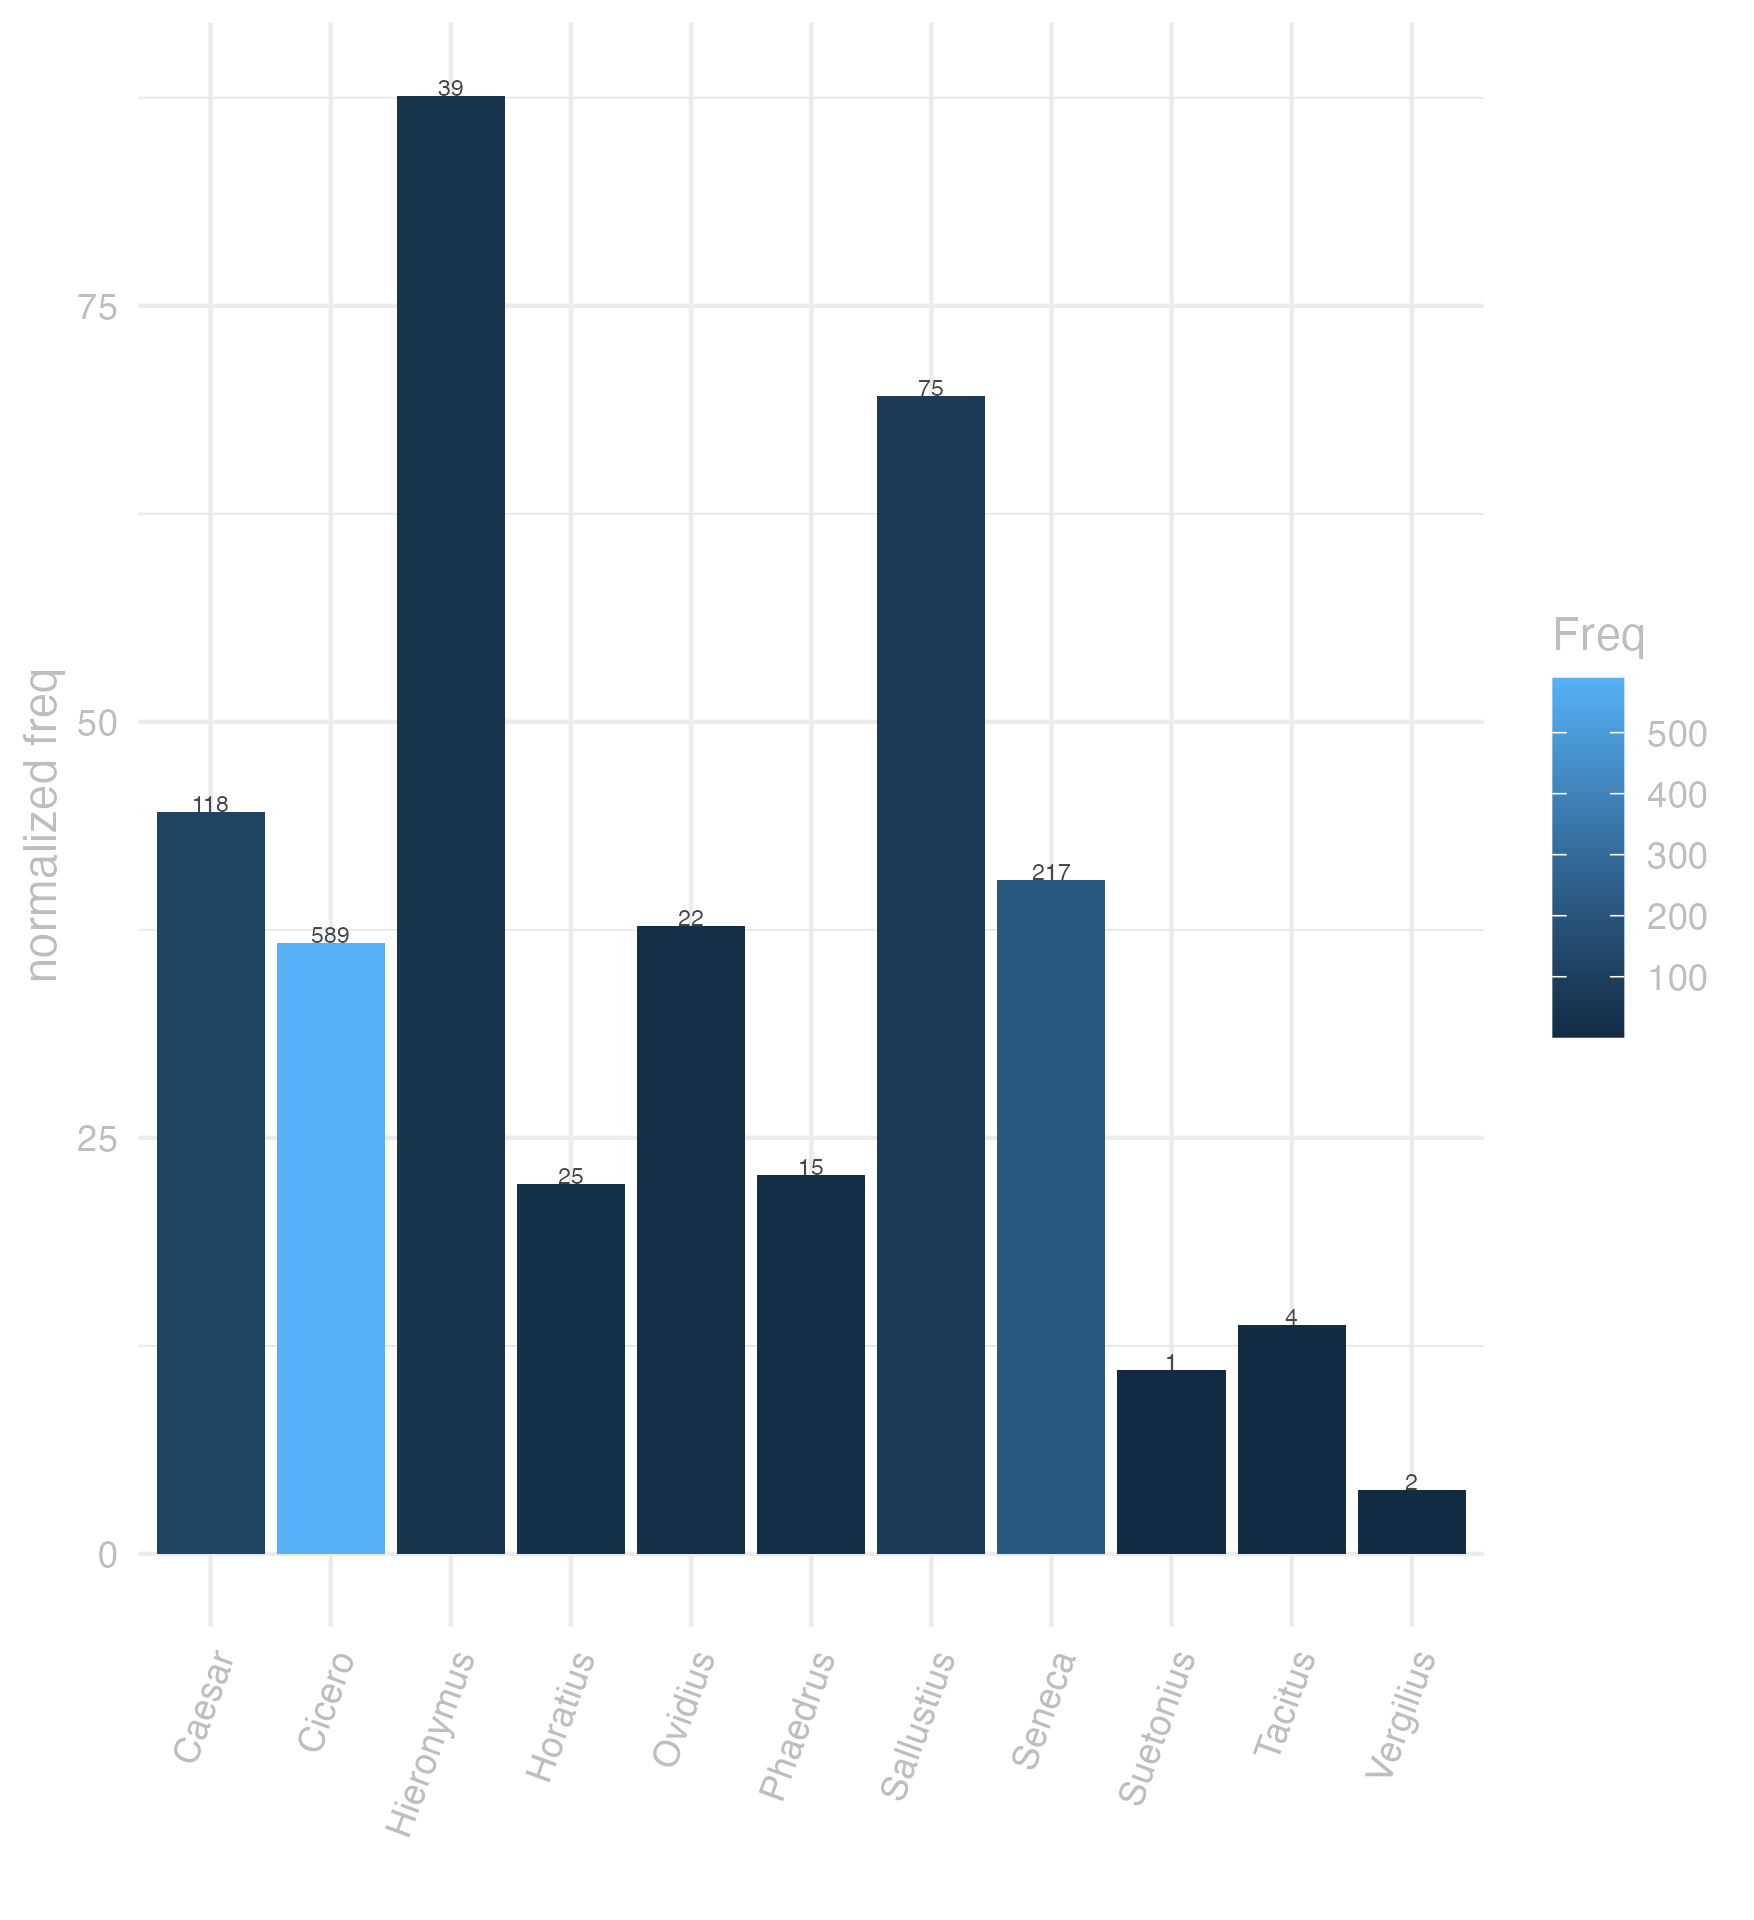 39
75
75
Freq
normalized freq
50
500
400
118
300
217
200
22
589
100
25
15
25
4
1
2
0
Caesar
Cicero
Hieronymus
Horatius
Ovidius
Phaedrus
Sallustius
Seneca
Suetonius
Tacitus
Vergilius